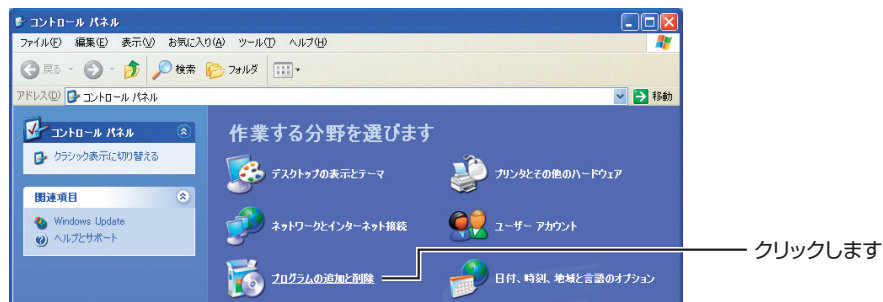 コントロール パネル
ファイル(F) 編集(E) 表示(V) お気に入り(A) ツール(T) ヘルプ(H)
戻る 検索 フォルダ
アドレス(D) コントロール パネル 移動
コントロール パネル
クラシック表示に切り替える
関連項目
Windows Update
ヘルプとサポート
作業する分野を選びます
デスクトップの表示とテーマ
プリンタとその他のハードウェア
ネットワークとインターネット接続
ユーザー アカウント
プログラムの追加と削除
日付、時刻、地域と言語のオプション
クリックします